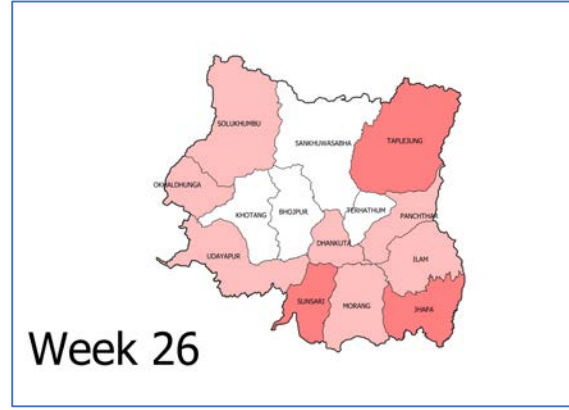 SOLUKHUMBU
TAPLEJUNG
SANKHUWASABHA
OKHALDHUNGA
KHOTANG
BHOJPUR
TERHATHUM
PANCHTHAR
DHANKUTA
UDAYAPUR
ILAM
SUNSARI
MORANG
JHAPA
Week 26